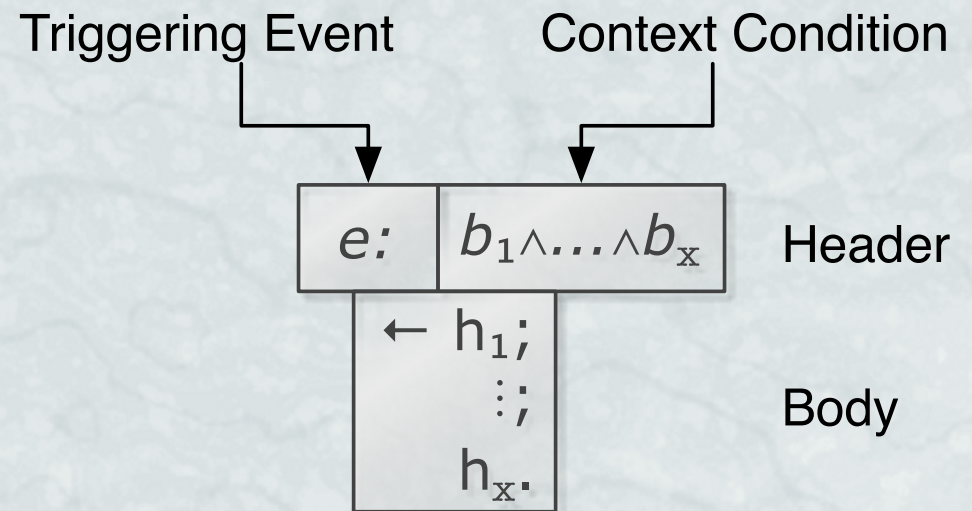 Triggering Event Context Condition
e: b₁∧...∧bₓ Header
← h₁;
⋮;
Body
hₓ.